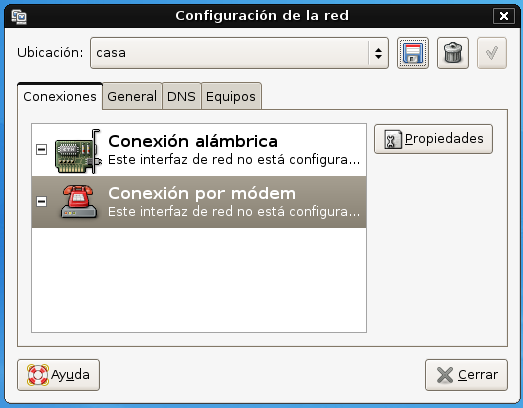 Configuración de la red
Ubicación: casa
Conexiones General DNS Equipos
Conexión alámbrica
Este interfaz de red no está configura...
Propiedades
Conexión por módem
Este interfaz de red no está configura...
Ayuda Cerrar